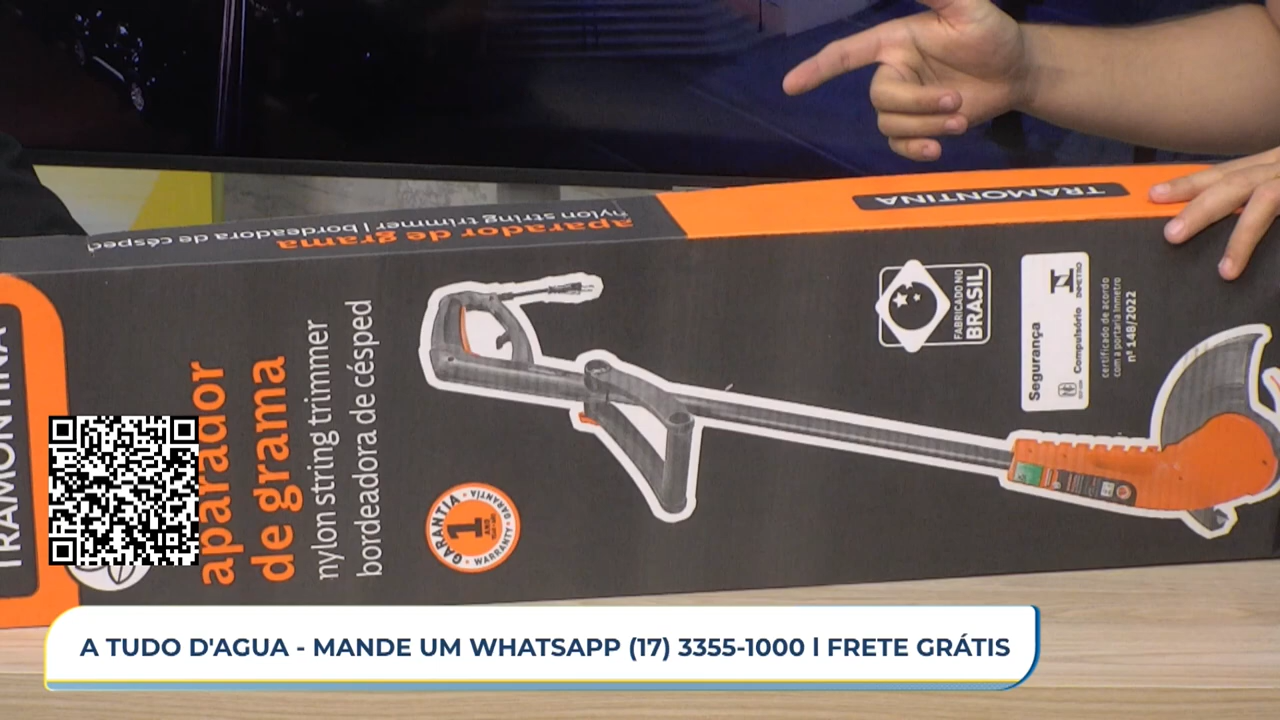 TRAMONTINA
aparador de grama
nylon string trimmer | bordeadora de césped
TRAMONTINA
aparador
de grama
nylon string trimmer
bordeadora de césped
GARANTIA · GARANTÍA · WARRANTY
1
ANO
FABRICADO NO
BRASIL
Segurança
Compulsório
INMETRO
certificado de acordo
com a portaria Inmetro
nº 148/2022
A TUDO D'AGUA - MANDE UM WHATSAPP (17) 3355-1000 l FRETE GRÁTIS